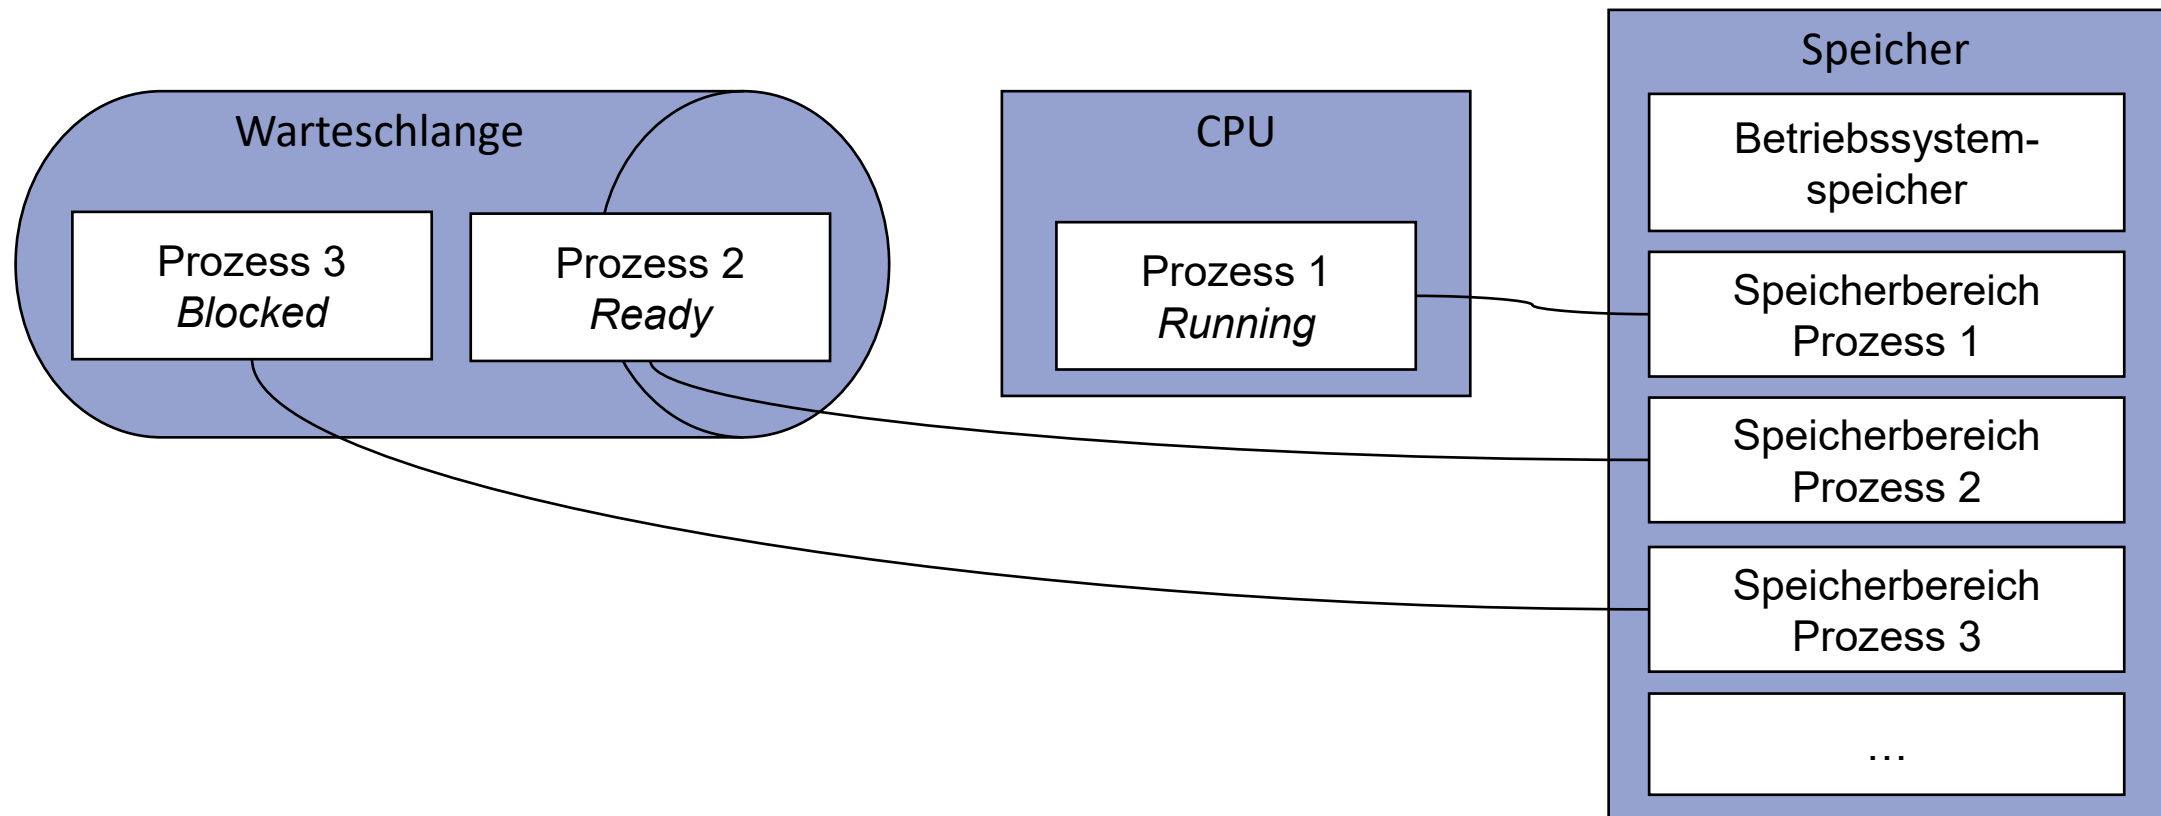 Warteschlange
Prozess 3
Blocked
Prozess 2
Ready
CPU
Prozess 1
Running
Speicher
Betriebssystem-
speicher
Speicherbereich
Prozess 1
Speicherbereich
Prozess 2
Speicherbereich
Prozess 3
…